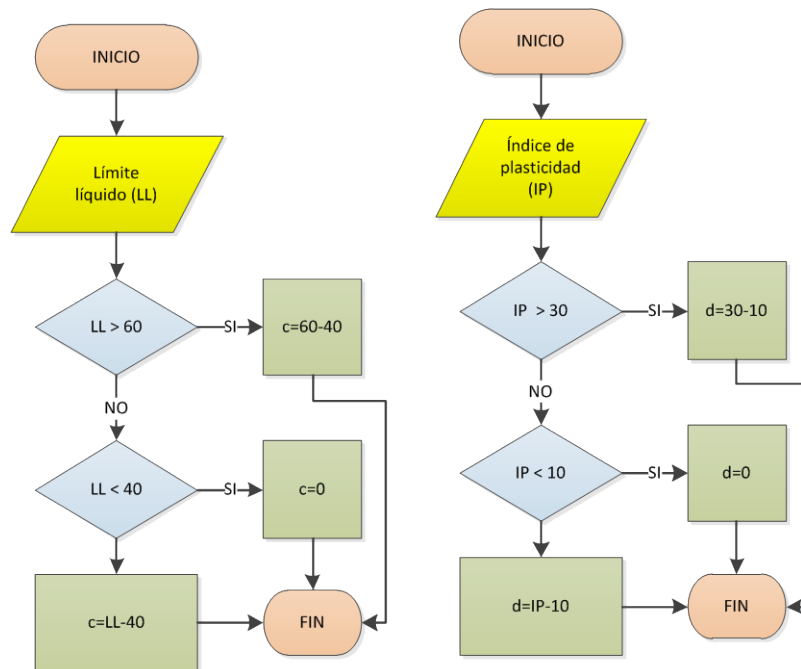 INICIO
Límite
líquido (LL)
LL > 60
SI
c=60-40
NO
LL < 40
SI
c=0
c=LL-40
FIN
INICIO
Índice de
plasticidad
(IP)
IP > 30
SI
d=30-10
NO
IP < 10
SI
d=0
d=IP-10
FIN